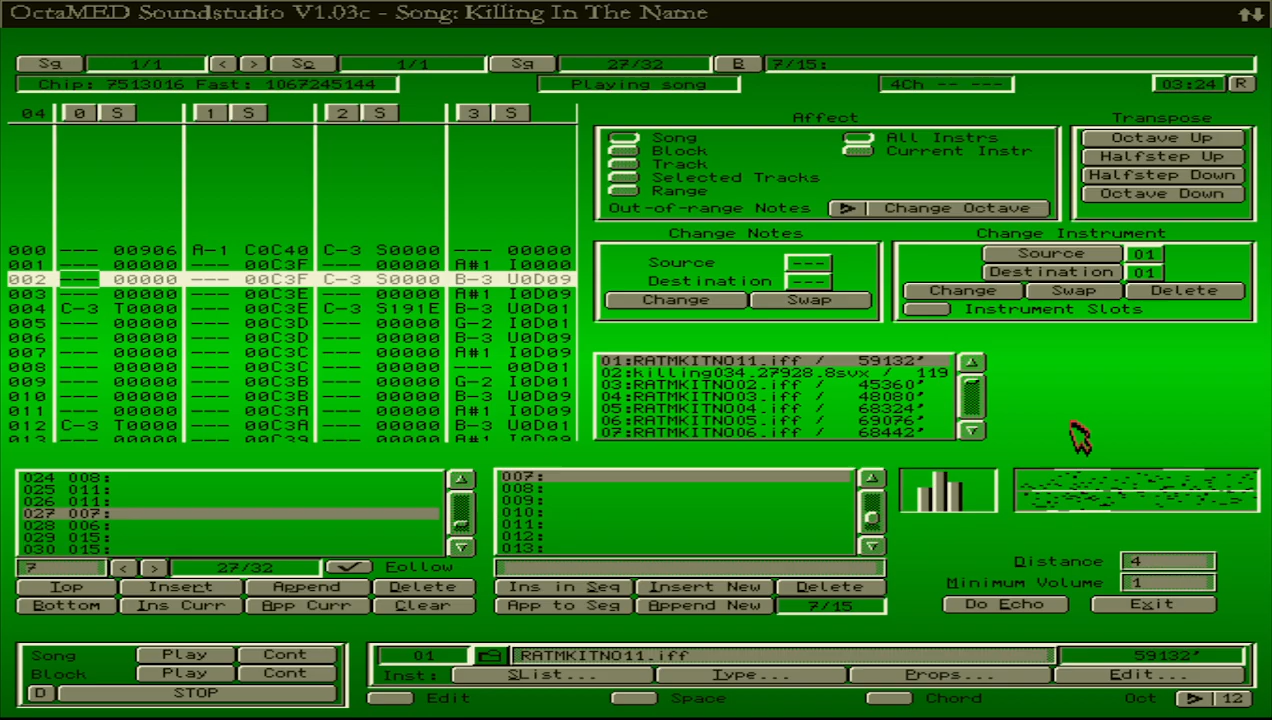 OctaMED Soundstudio V1.03c - Song: Killing In The Name
Sg 1/1 < > Sq 1/1 Sg 27/32 B 7/15:
Chip: 7513016 Fast: 1067245144 Playing song 4Ch -- --- 03:24 R
04 0 S 1 S 2 S 3 S
000 --- 00906 A-1 C0C40 C-3 S0000 --- 00000
001 --- 00000 --- 00C3F --- 00000 A#1 I0000
002 --- 00000 --- 00C3F C-3 S0000 B-3 U0D09
003 --- 00000 --- 00C3E --- 00000 A#1 I0D09
004 C-3 T0000 --- 00C3E C-3 S191E B-3 U0D01
005 --- 00000 --- 00C3D --- 00000 G-2 I0D01
006 --- 00000 --- 00C3D --- 00000 B-3 U0D09
007 --- 00000 --- 00C3C --- 00000 A#1 I0D09
008 --- 00000 --- 00C3C --- 00000 --- 00D01
009 --- 00000 --- 00C3B --- 00000 G-2 I0D01
010 --- 00000 --- 00C3B --- 00000 B-3 U0D09
011 --- 00000 --- 00C3A --- 00000 A#1 I0D09
012 C-3 T0000 --- 00C3A --- 00000 B-3 U0D09
013 --- 00000 --- 00C39 --- 00000 A#1 I0D09
Affect
Song
Block
Track
Selected Tracks
Range
All Instrs
Current Instr
Out-of-range Notes Change Octave
Transpose
Octave Up
Halfstep Up
Halfstep Down
Octave Down
Change Notes
Source ---
Destination ---
Change Swap
Change Instrument
Source 01
Destination 01
Change Swap Delete
Instrument Slots
01:RATMKITNO11.iff / 59132'
02:killing034.27928.8svx / 119
03:RATMKITNO02.iff / 45360'
04:RATMKITNO03.iff / 48080'
05:RATMKITNO04.iff / 68324'
06:RATMKITNO05.iff / 69076'
07:RATMKITNO06.iff / 68442'
024 008:
025 011:
026 011:
027 007:
028 006:
029 015:
030 015:
7 < > 27/32 Follow
Top Insert Append Delete
Bottom Ins Curr App Curr Clear
007:
008:
009:
010:
011:
012:
013:
Ins in Seq Insert New Delete
App to Seq Append New 7/15
Distance 4
Minimum Volume 1
Do Echo Exit
Song Play Cont
Block Play Cont
D STOP
01 RATMKITNO11.iff 59132'
Inst: SList... Type... Props... Edit...
Edit Space Chord Oct 12